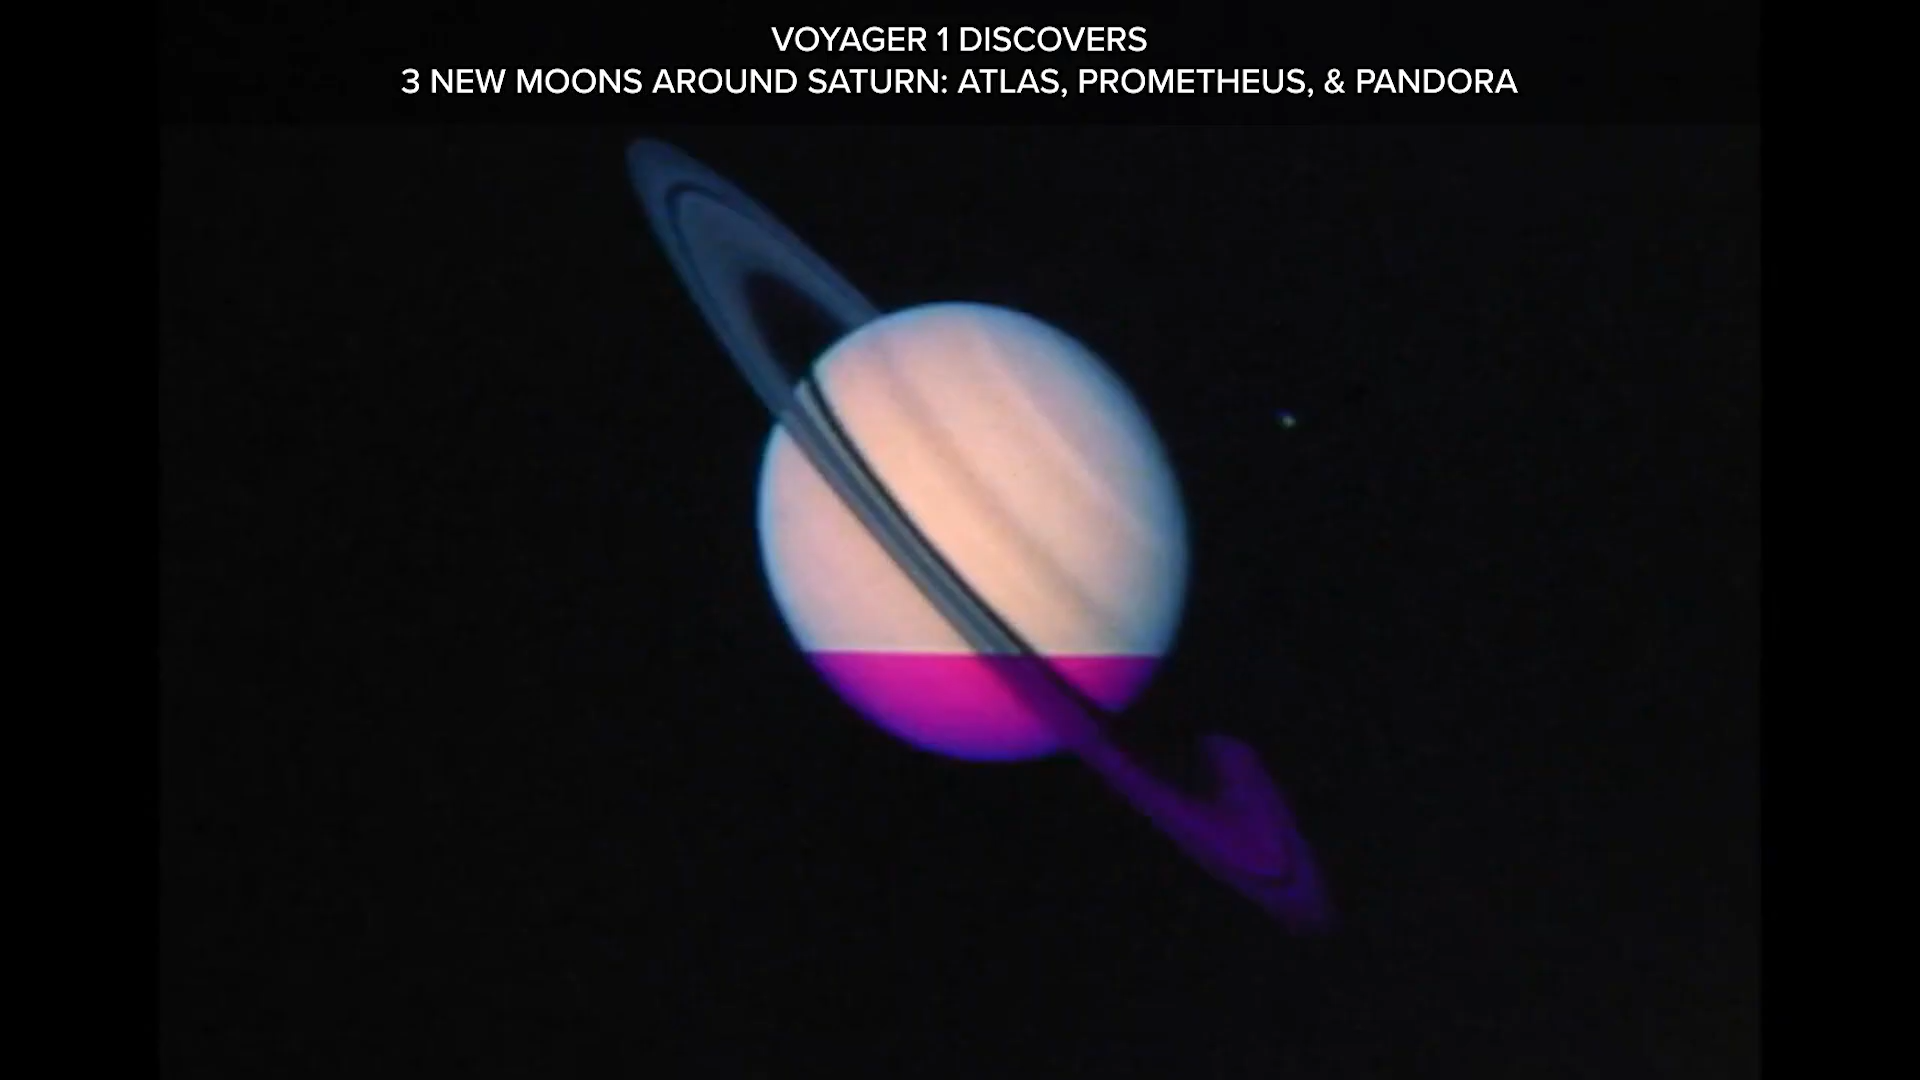 VOYAGER 1 DISCOVERS
3 NEW MOONS AROUND SATURN: ATLAS, PROMETHEUS, & PANDORA